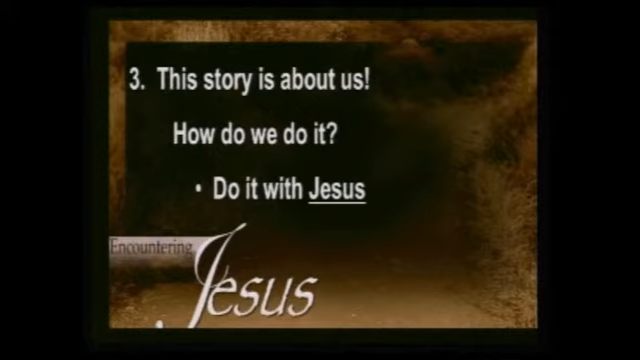 3. This story is about us!
How do we do it?
• Do it with Jesus
Encountering
Jesus